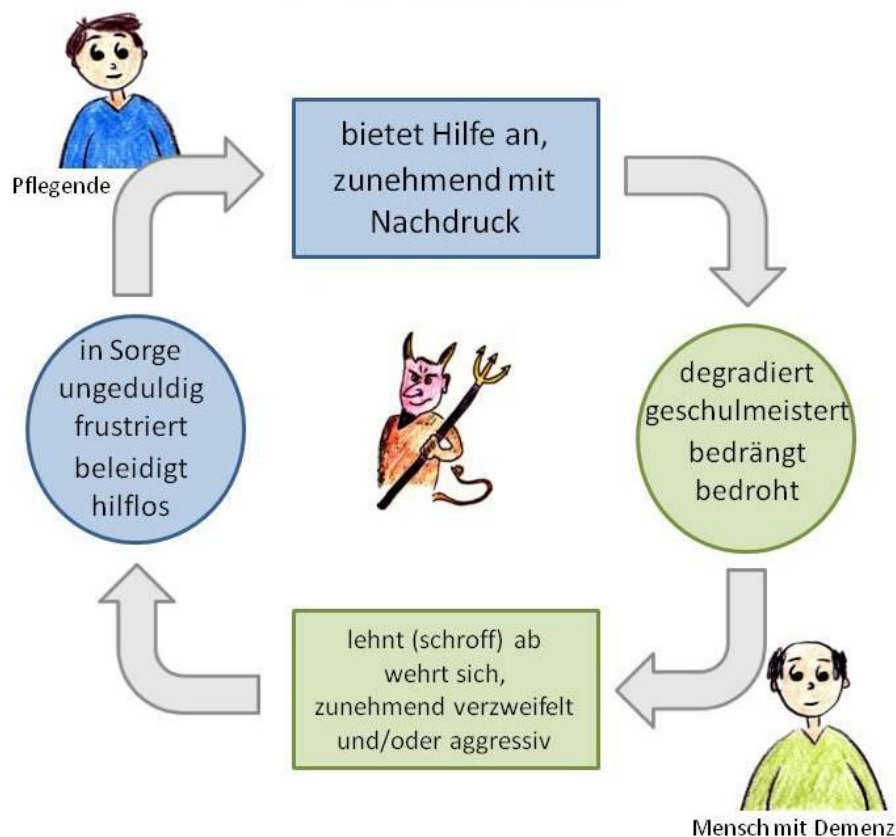 Pflegende
bietet Hilfe an,
zunehmend mit
Nachdruck
degradiert
geschulmeistert
bedrängt
bedroht
Mensch mit Demenz
lehnt (schroff) ab
wehrt sich,
zunehmend verzweifelt
und/oder aggressiv
in Sorge
ungeduldig
frustriert
beleidigt
hilflos